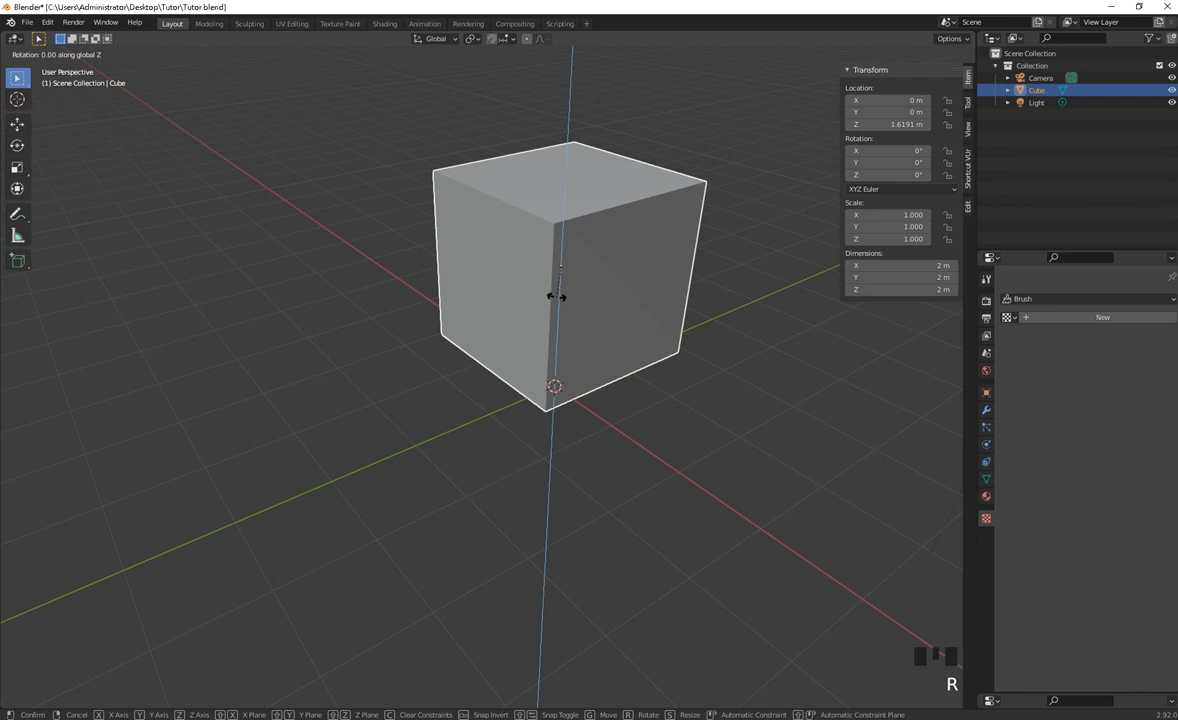 Blender* [C:\Users\Administrator\Desktop\Tutor\Tutor.blend]
File Edit Render Window Help Layout Modeling Sculpting UV Editing Texture Paint Shading Animation Rendering Compositing Scripting + Scene View Layer
Global Options
Rotation: 0.00 along global Z
User Perspective
(1) Scene Collection | Cube
Transform
Location:
X 0 m
Y 0 m
Z 1.6191 m
Rotation:
X 0°
Y 0°
Z 0°
XYZ Euler
Scale:
X 1.000
Y 1.000
Z 1.000
Dimensions:
X 2 m
Y 2 m
Z 2 m
Item
Tool
View
Shortcut VUr
Edit
Scene Collection
Collection
Camera
Cube
Light
Brush
New
R
Confirm Cancel X X Axis Y Y Axis Z Z Axis X X Plane Y Y Plane Z Z Plane C Clear Constraints Snap Invert Snap Toggle G Move R Rotate S Resize Automatic Constraint Automatic Constraint Plane 2.92.0